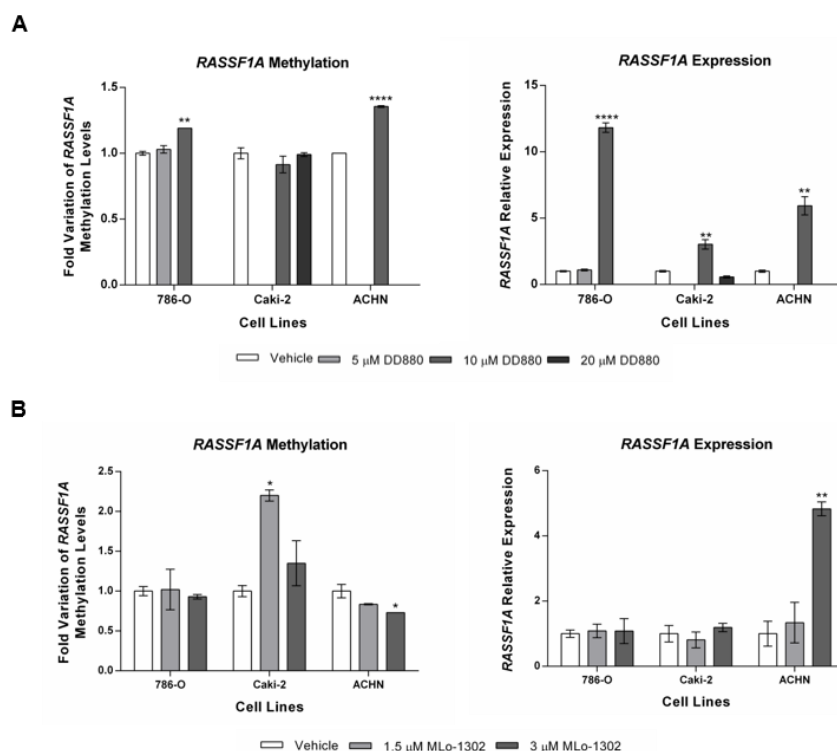 A
RASSF1A Methylation
Fold Variation of RASSF1A
Methylation Levels
1.5
1.0
0.5
0.0
**
****
786-O Caki-2 ACHN
Cell Lines
RASSF1A Expression
RASSF1A Relative Expression
15
10
5
0
****
**
**
786-O Caki-2 ACHN
Cell Lines
Vehicle 5 µM DD880 10 µM DD880 20 µM DD880
B
RASSF1A Methylation
Fold Variation of RASSF1A
Methylation Levels
2.5
2.0
1.5
1.0
0.5
0.0
*
*
786-O Caki-2 ACHN
Cell Lines
RASSF1A Expression
RASSF1A Relative Expression
6
4
2
0
**
786-O Caki-2 ACHN
Cell Lines
Vehicle 1.5 µM MLo-1302 3 µM MLo-1302